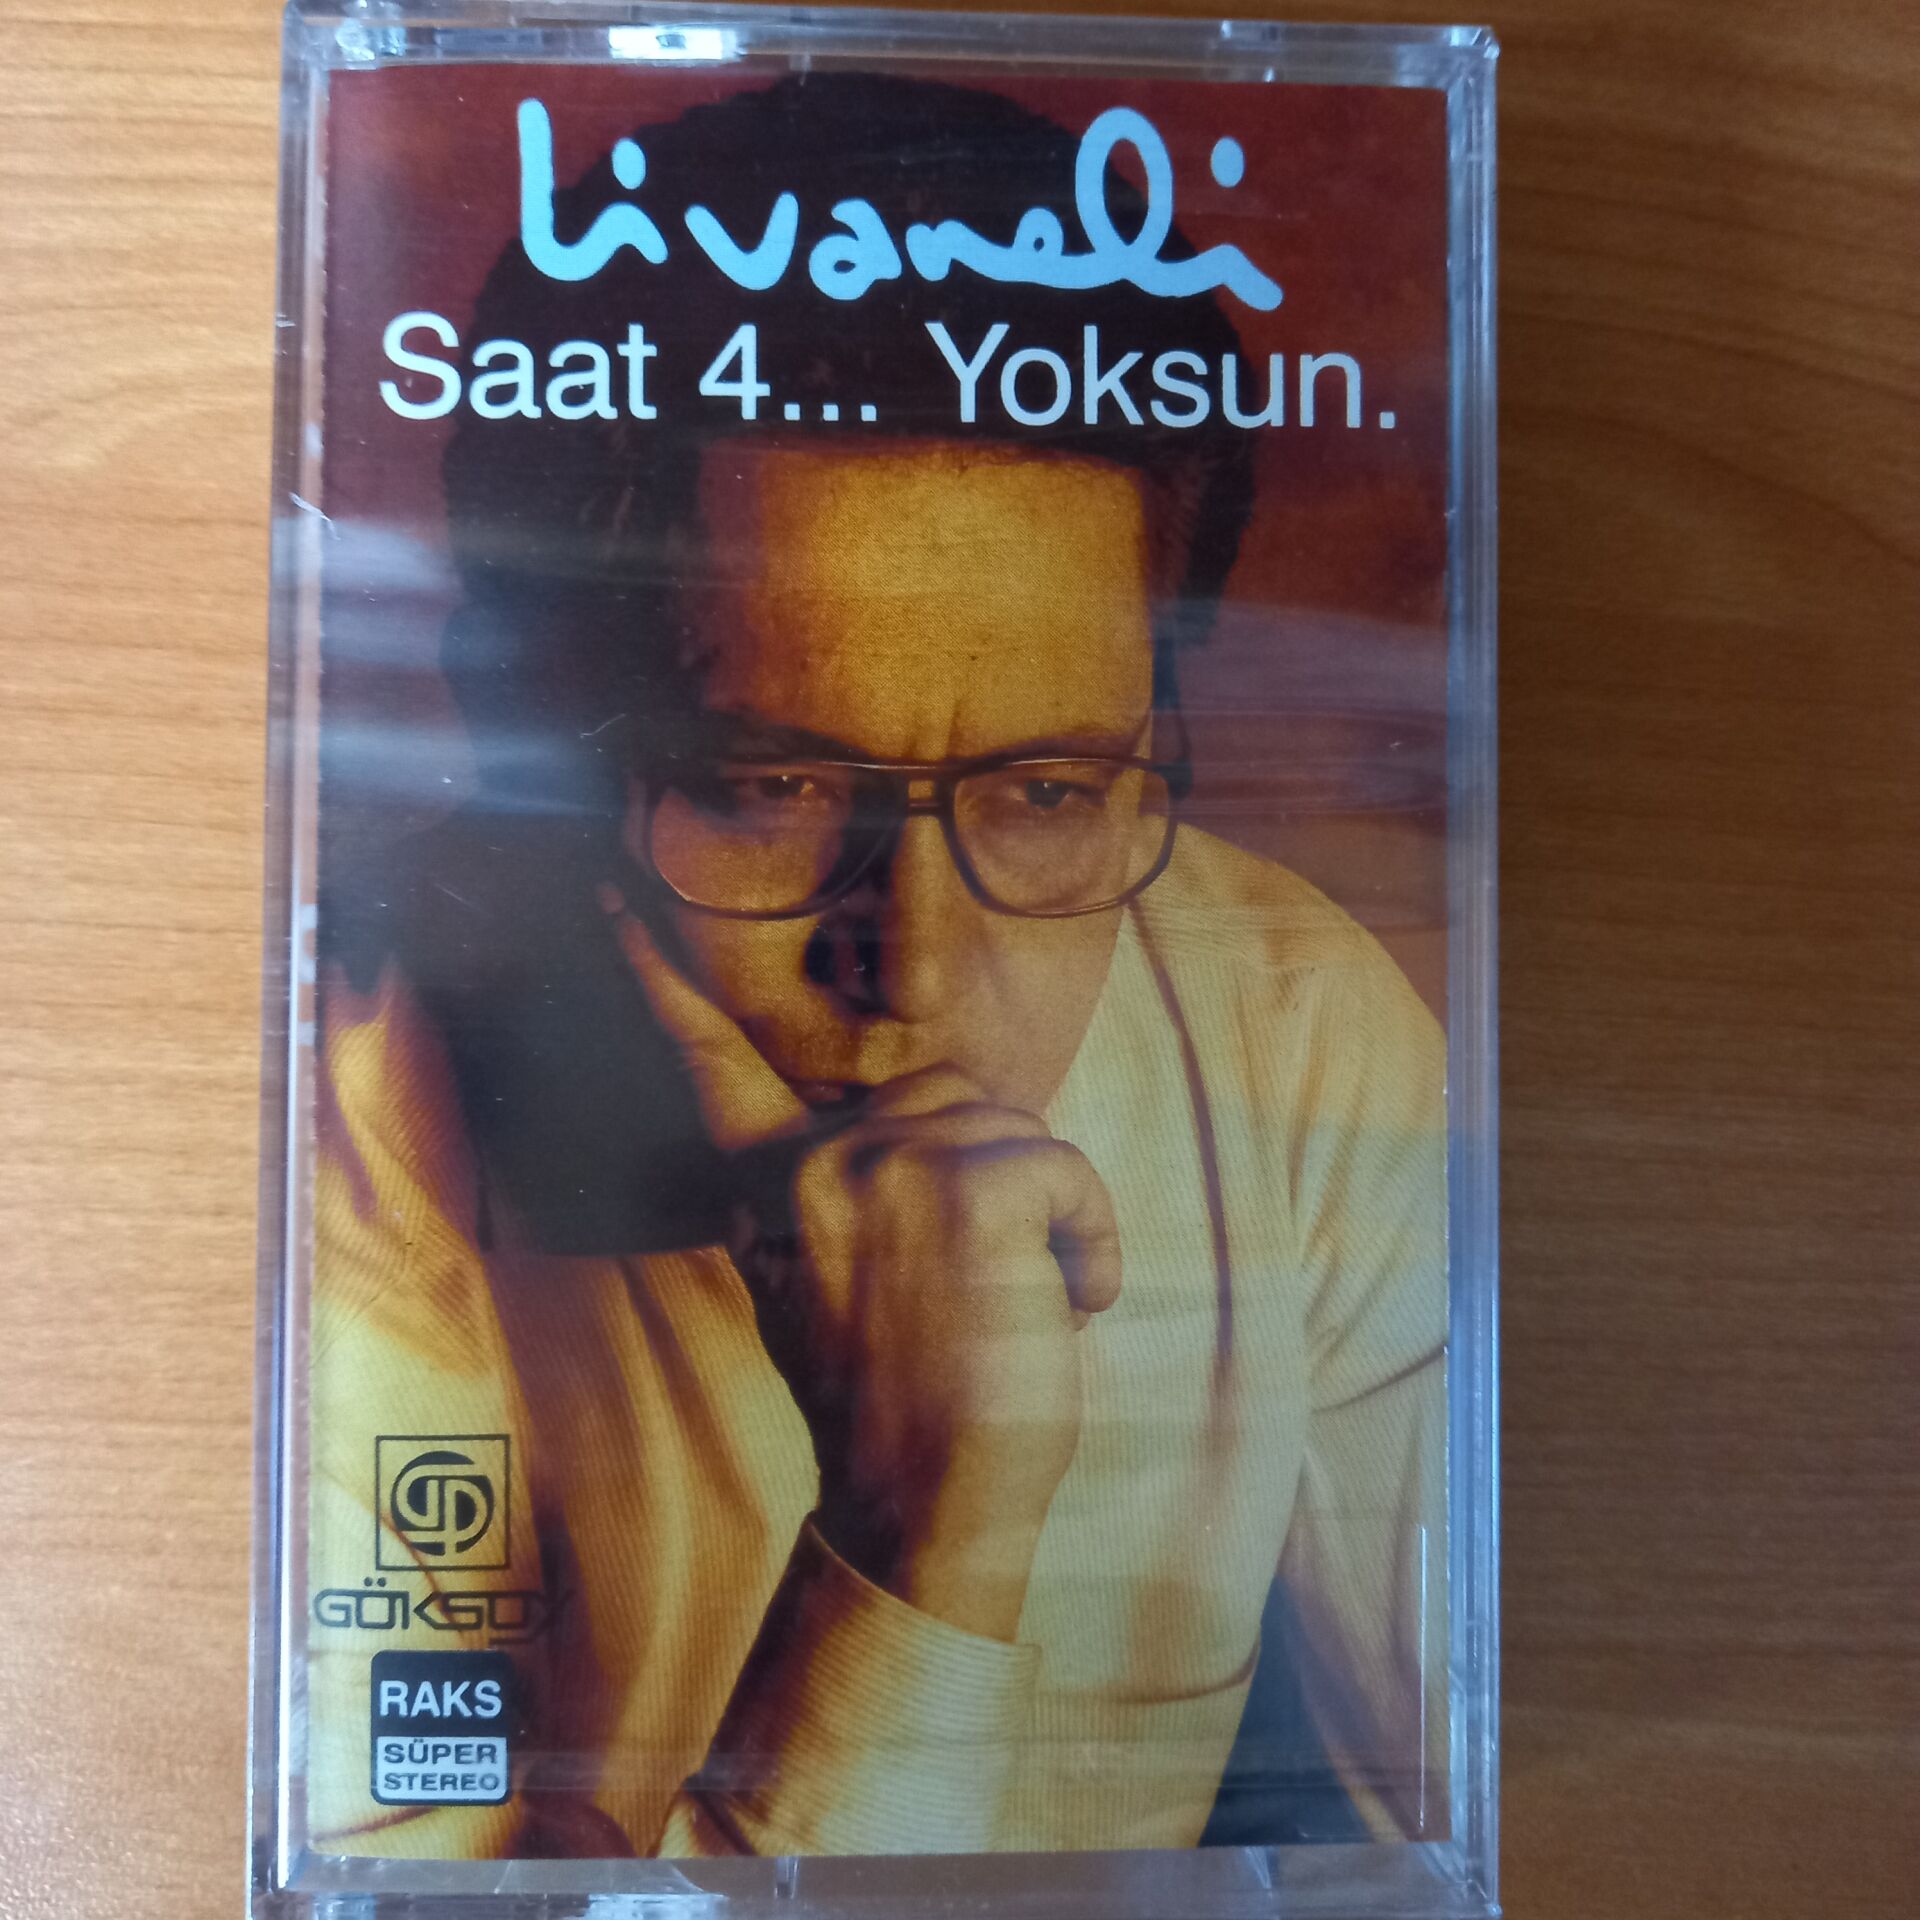 livaneli
Saat 4... Yoksun.
GÖKSOY
RAKS
SÜPER
STEREO